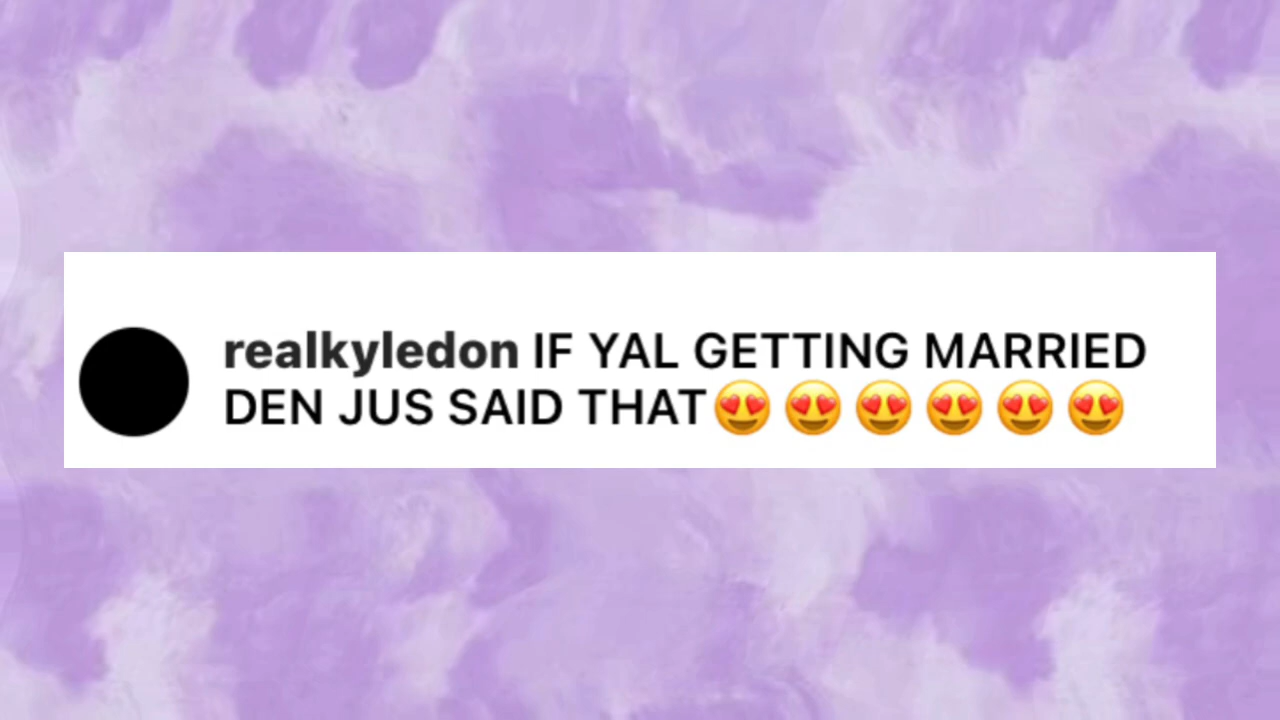 realkyledon IF YAL GETTING MARRIED
DEN JUS SAID THAT😍😍😍😍😍😍